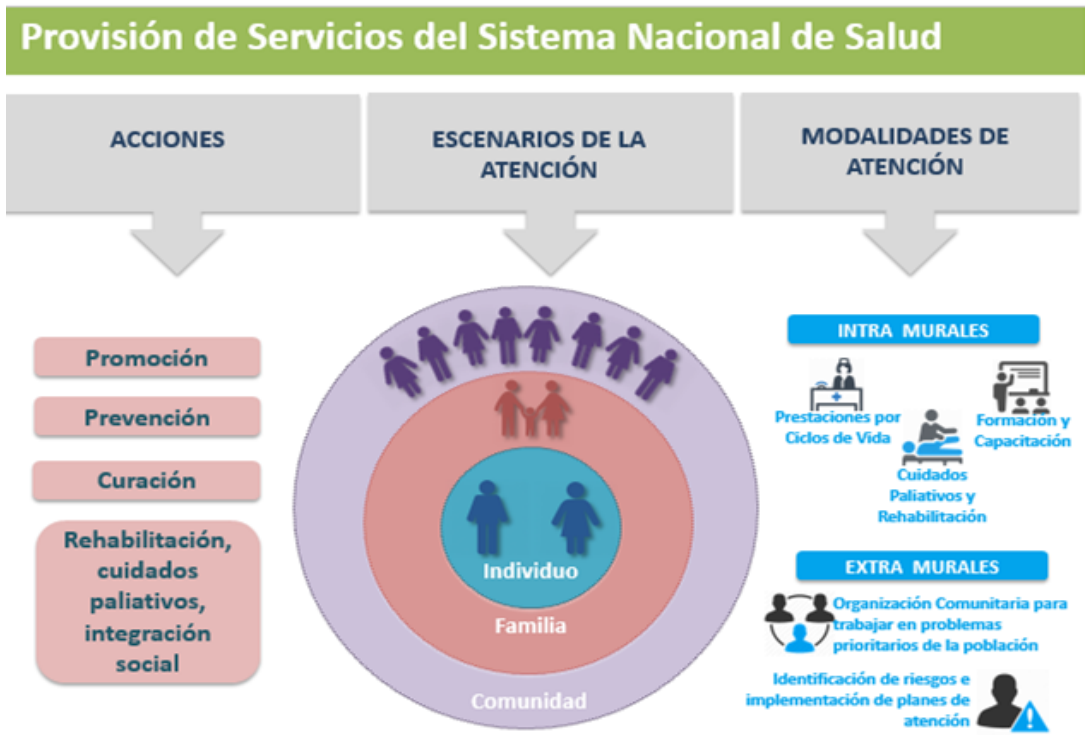 Provisión de Servicios del Sistema Nacional de Salud
ACCIONES
Promoción
Prevención
Curación
Rehabilitación,
cuidados
paliativos,
integración
social
ESCENARIOS DE LA
ATENCIÓN
Individuo
Familia
Comunidad
MODALIDADES DE
ATENCIÓN
INTRA MURALES
Prestaciones por
Ciclos de Vida
Cuidados
Paliativos y
Rehabilitación
Formación y
Capacitación
EXTRA MURALES
Organización Comunitaria para
trabajar en problemas
prioritarios de la población
Identificación de riesgos e
implementación de planes de
atención